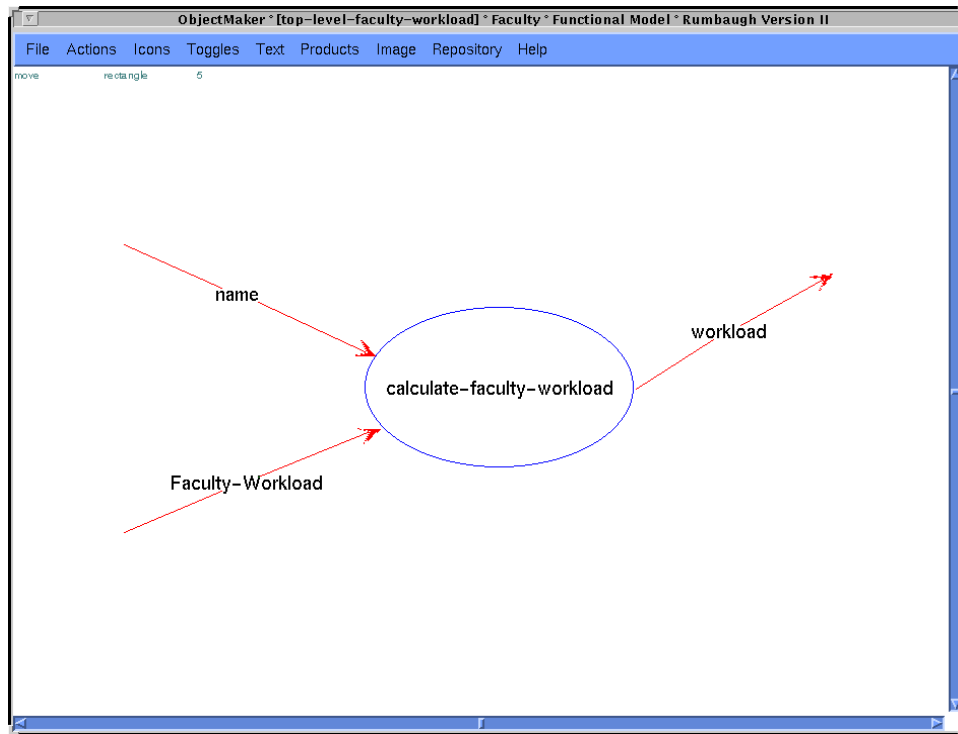 ObjectMaker * [top-level-faculty-workload] * Faculty * Functional Model * Rumbaugh Version II
File Actions Icons Toggles Text Products Image Repository Help
move rectangle 5
name
workload
calculate-faculty-workload
Faculty-Workload